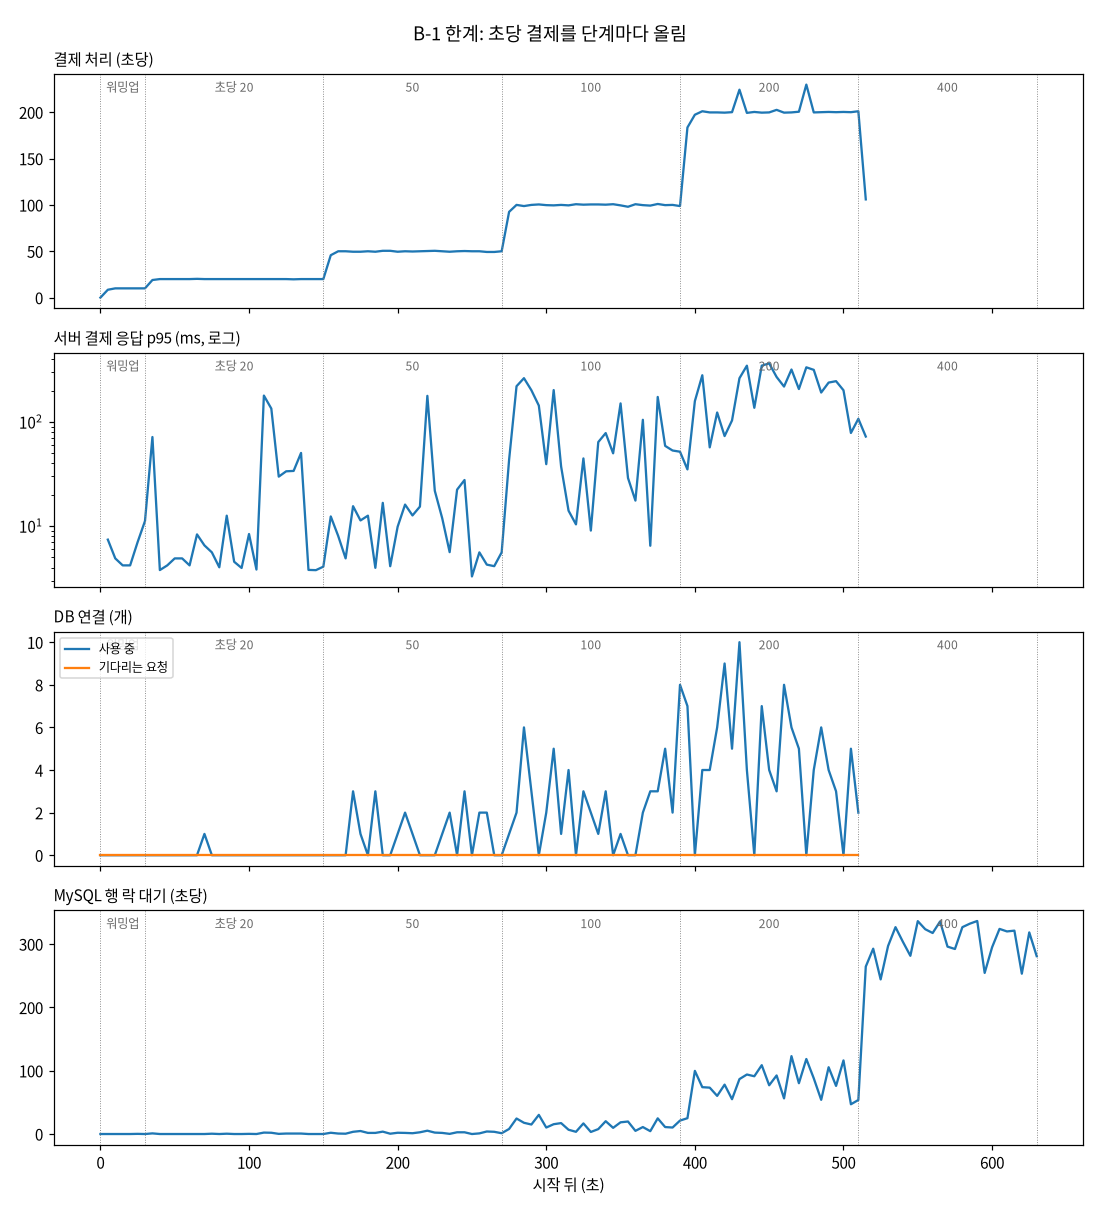 B-1 한계: 초당 결제를 단계마다 올림
결제 처리 (초당)
워밍업 초당 20 50 100 200 400
200
150
100
50
0
서버 결제 응답 p95 (ms, 로그)
워밍업 초당 20 50 100 200 400
10²
10¹
DB 연결 (개)
초당 20 50 100 200 400
사용 중
기다리는 요청
10
8
6
4
2
0
MySQL 행 락 대기 (초당)
워밍업 초당 20 50 100 200 400
300
200
100
0
0 100 200 300 400 500 600
시작 뒤 (초)